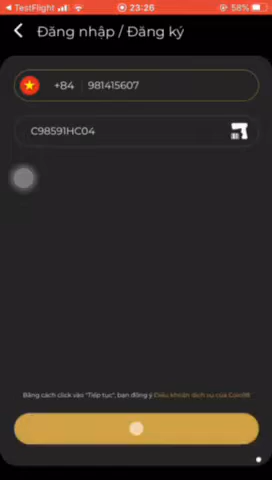 TestFlight
23:26
58%
Đăng nhập / Đăng ký
+84 981415607
C98591HC04
Bằng cách click vào "Tiếp tục", bạn đồng ý Điều khoản dịch vụ của Coin98